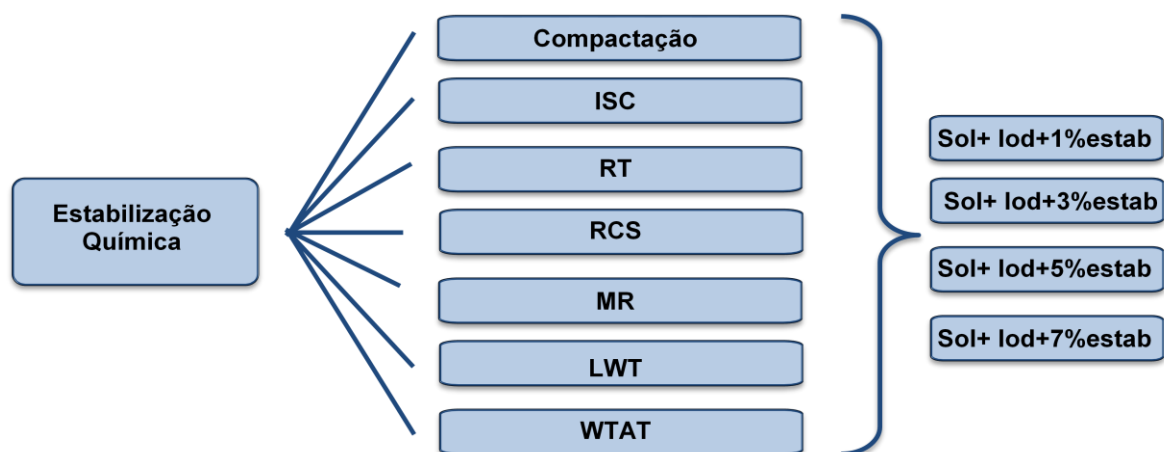 Estabilização
Química
Compactação
ISC
RT
RCS
MR
LWT
WTAT
Sol+ lod+1%estab
Sol+ lod+3%estab
Sol+ lod+5%estab
Sol+ lod+7%estab